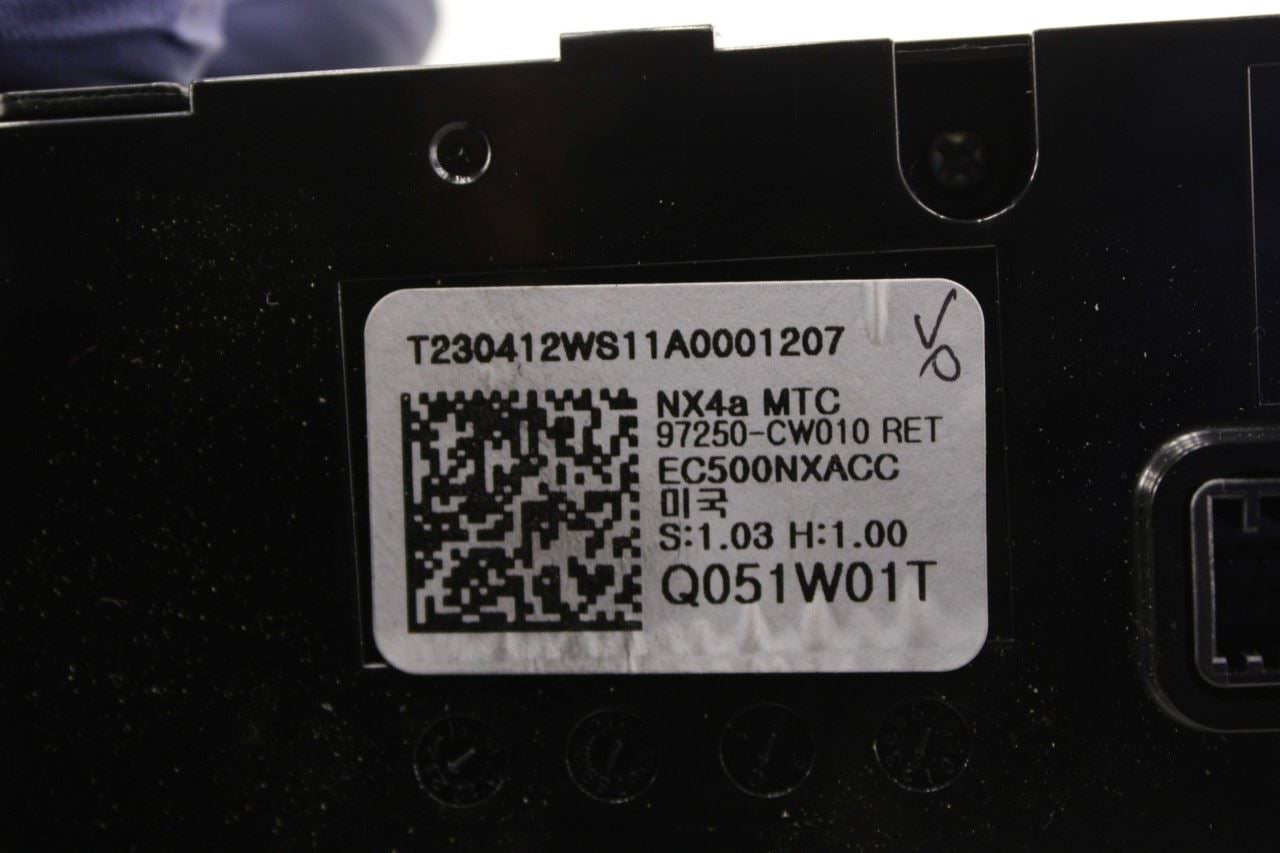 T230412WS11A0001207
NX4a MTC
97250-CW010 RET
EC500NXACC
미국
S:1.03 H:1.00
Q051W01T